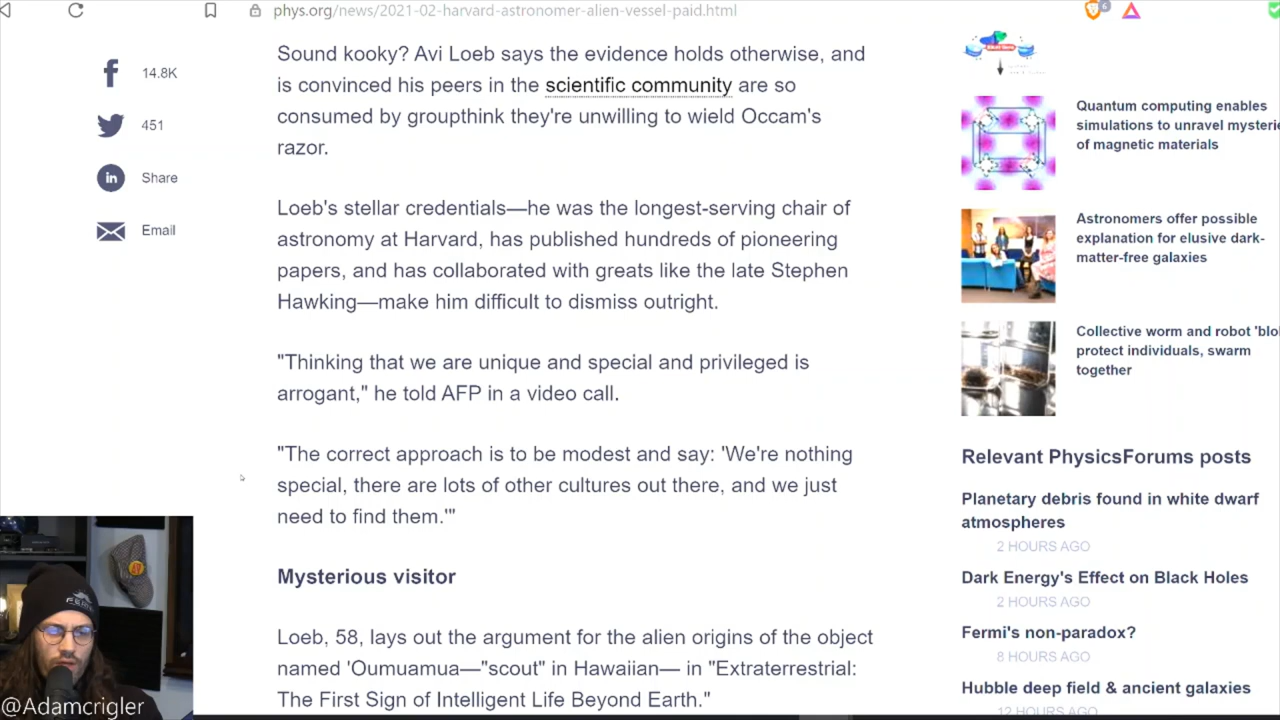 phys.org/news/2021-02-harvard-astronomer-alien-vessel-paid.html
6
14.8K
451
in
Share
Email
Sound kooky? Avi Loeb says the evidence holds otherwise, and
is convinced his peers in the scientific community are so
consumed by groupthink they're unwilling to wield Occam's
razor.
Loeb's stellar credentials—he was the longest-serving chair of
astronomy at Harvard, has published hundreds of pioneering
papers, and has collaborated with greats like the late Stephen
Hawking—make him difficult to dismiss outright.
"Thinking that we are unique and special and privileged is
arrogant," he told AFP in a video call.
"The correct approach is to be modest and say: 'We're nothing
special, there are lots of other cultures out there, and we just
need to find them.'"
Mysterious visitor
Loeb, 58, lays out the argument for the alien origins of the object
named 'Oumuamua—"scout" in Hawaiian— in "Extraterrestrial:
The First Sign of Intelligent Life Beyond Earth."
Quantum computing enables
simulations to unravel mysterie
of magnetic materials
Astronomers offer possible
explanation for elusive dark-
matter-free galaxies
Collective worm and robot 'blo
protect individuals, swarm
together
Relevant PhysicsForums posts
Planetary debris found in white dwarf
atmospheres
2 HOURS AGO
Dark Energy's Effect on Black Holes
2 HOURS AGO
Fermi's non-paradox?
8 HOURS AGO
Hubble deep field & ancient galaxies
12 HOURS AGO
@Adamcrigler